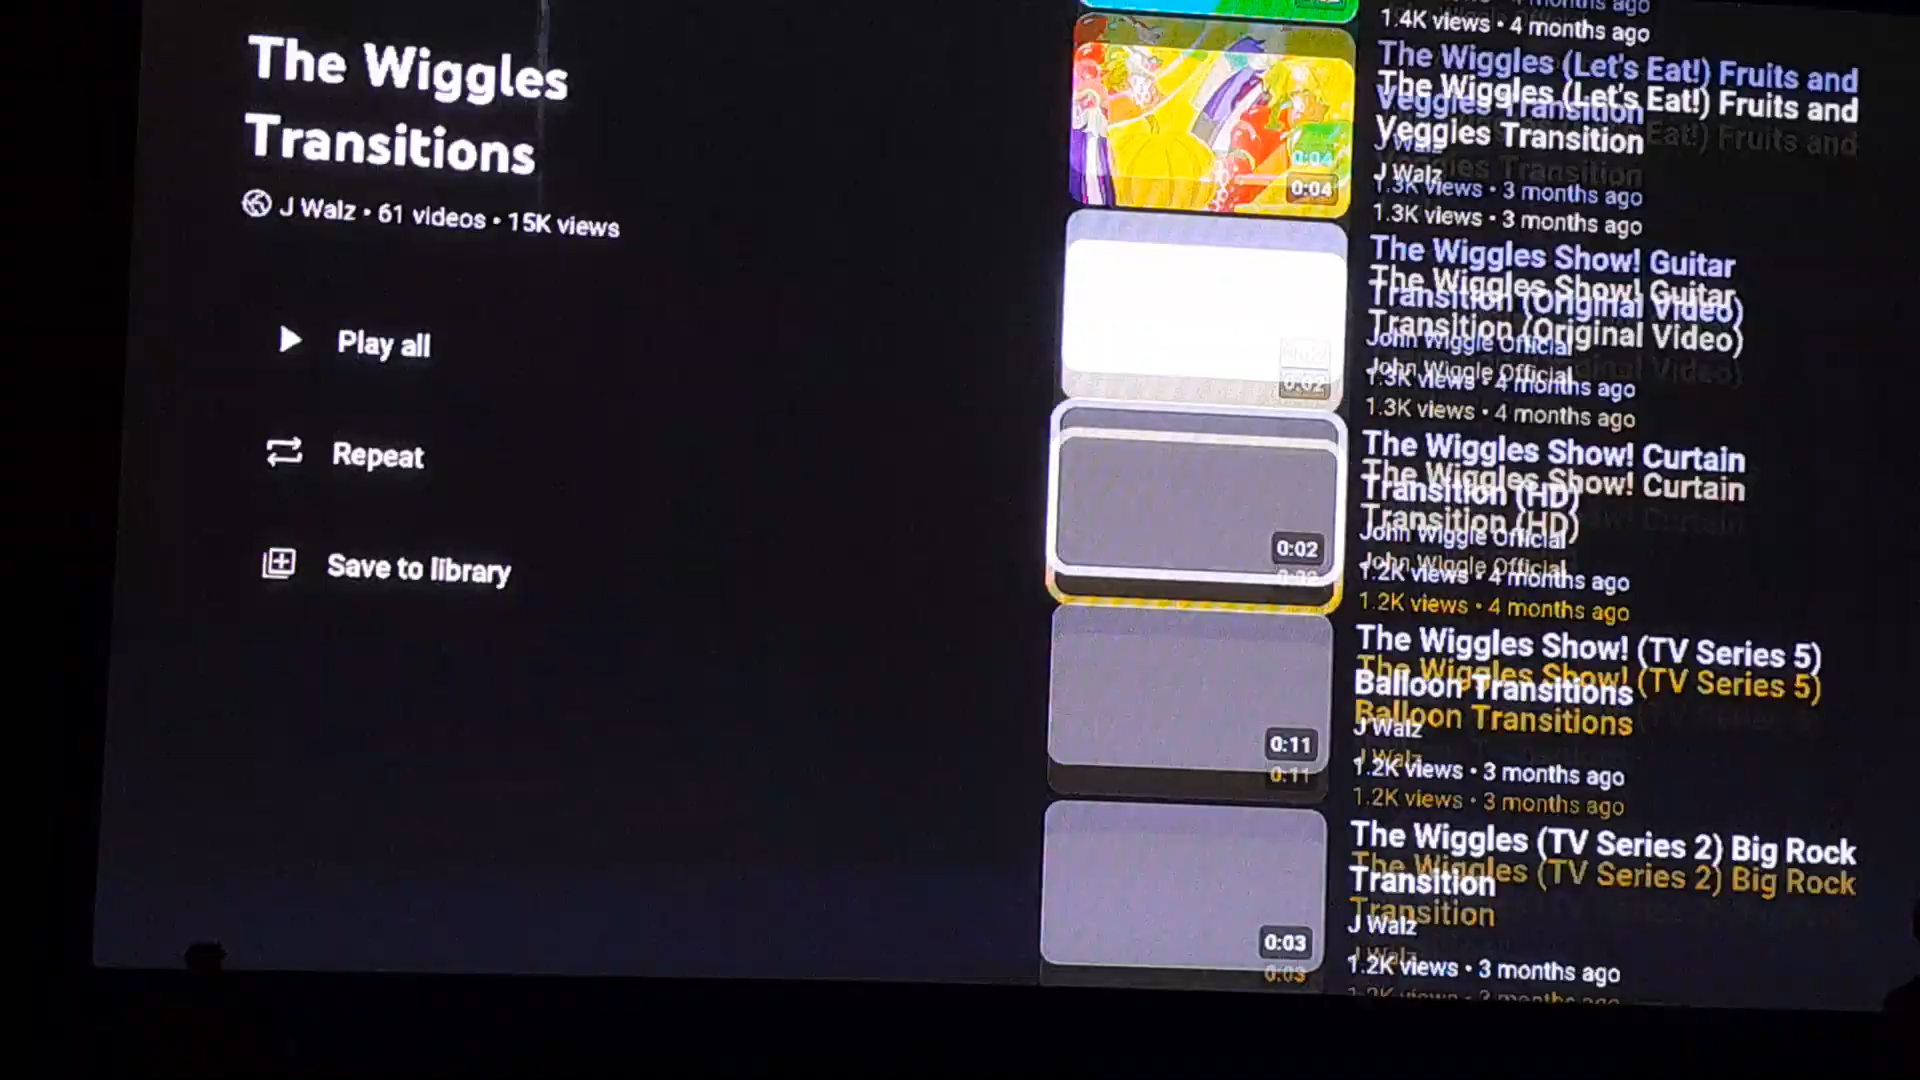 The Wiggles
Transitions
J Walz • 61 videos • 15K views
Play all
Repeat
Save to library
1.4K views • 4 months ago
The Wiggles (Let's Eat!) Fruits and
Veggies Transition
J Walz
1.3K views • 3 months ago
0:04
The Wiggles Show! Guitar
Transition (Original Video)
John Wiggle Official
1.3K views • 4 months ago
0:02
The Wiggles Show! Curtain
Transition (HD)
John Wiggle Official
1.2K views • 4 months ago
0:02
The Wiggles Show! (TV Series 5)
Balloon Transitions
J Walz
1.2K views • 3 months ago
0:11
The Wiggles (TV Series 2) Big Rock
Transition
J Walz
1.2K views • 3 months ago
0:03